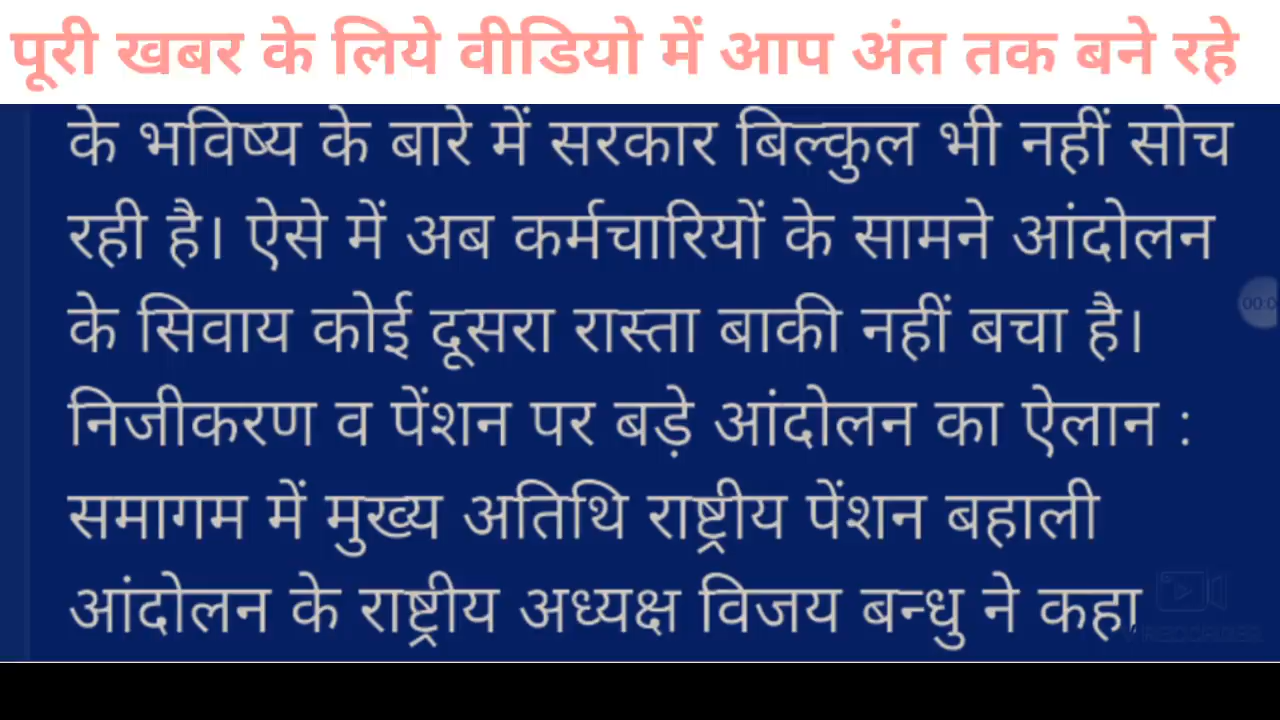 पूरी खबर के लिये वीडियो में आप अंत तक बने रहे
के भविष्य के बारे में सरकार बिल्कुल भी नहीं सोच
रही है। ऐसे में अब कर्मचारियों के सामने आंदोलन
के सिवाय कोई दूसरा रास्ता बाकी नहीं बचा है।
निजीकरण व पेंशन पर बड़े आंदोलन का ऐलान :
समागम में मुख्य अतिथि राष्ट्रीय पेंशन बहाली
आंदोलन के राष्ट्रीय अध्यक्ष विजय बन्धु ने कहा